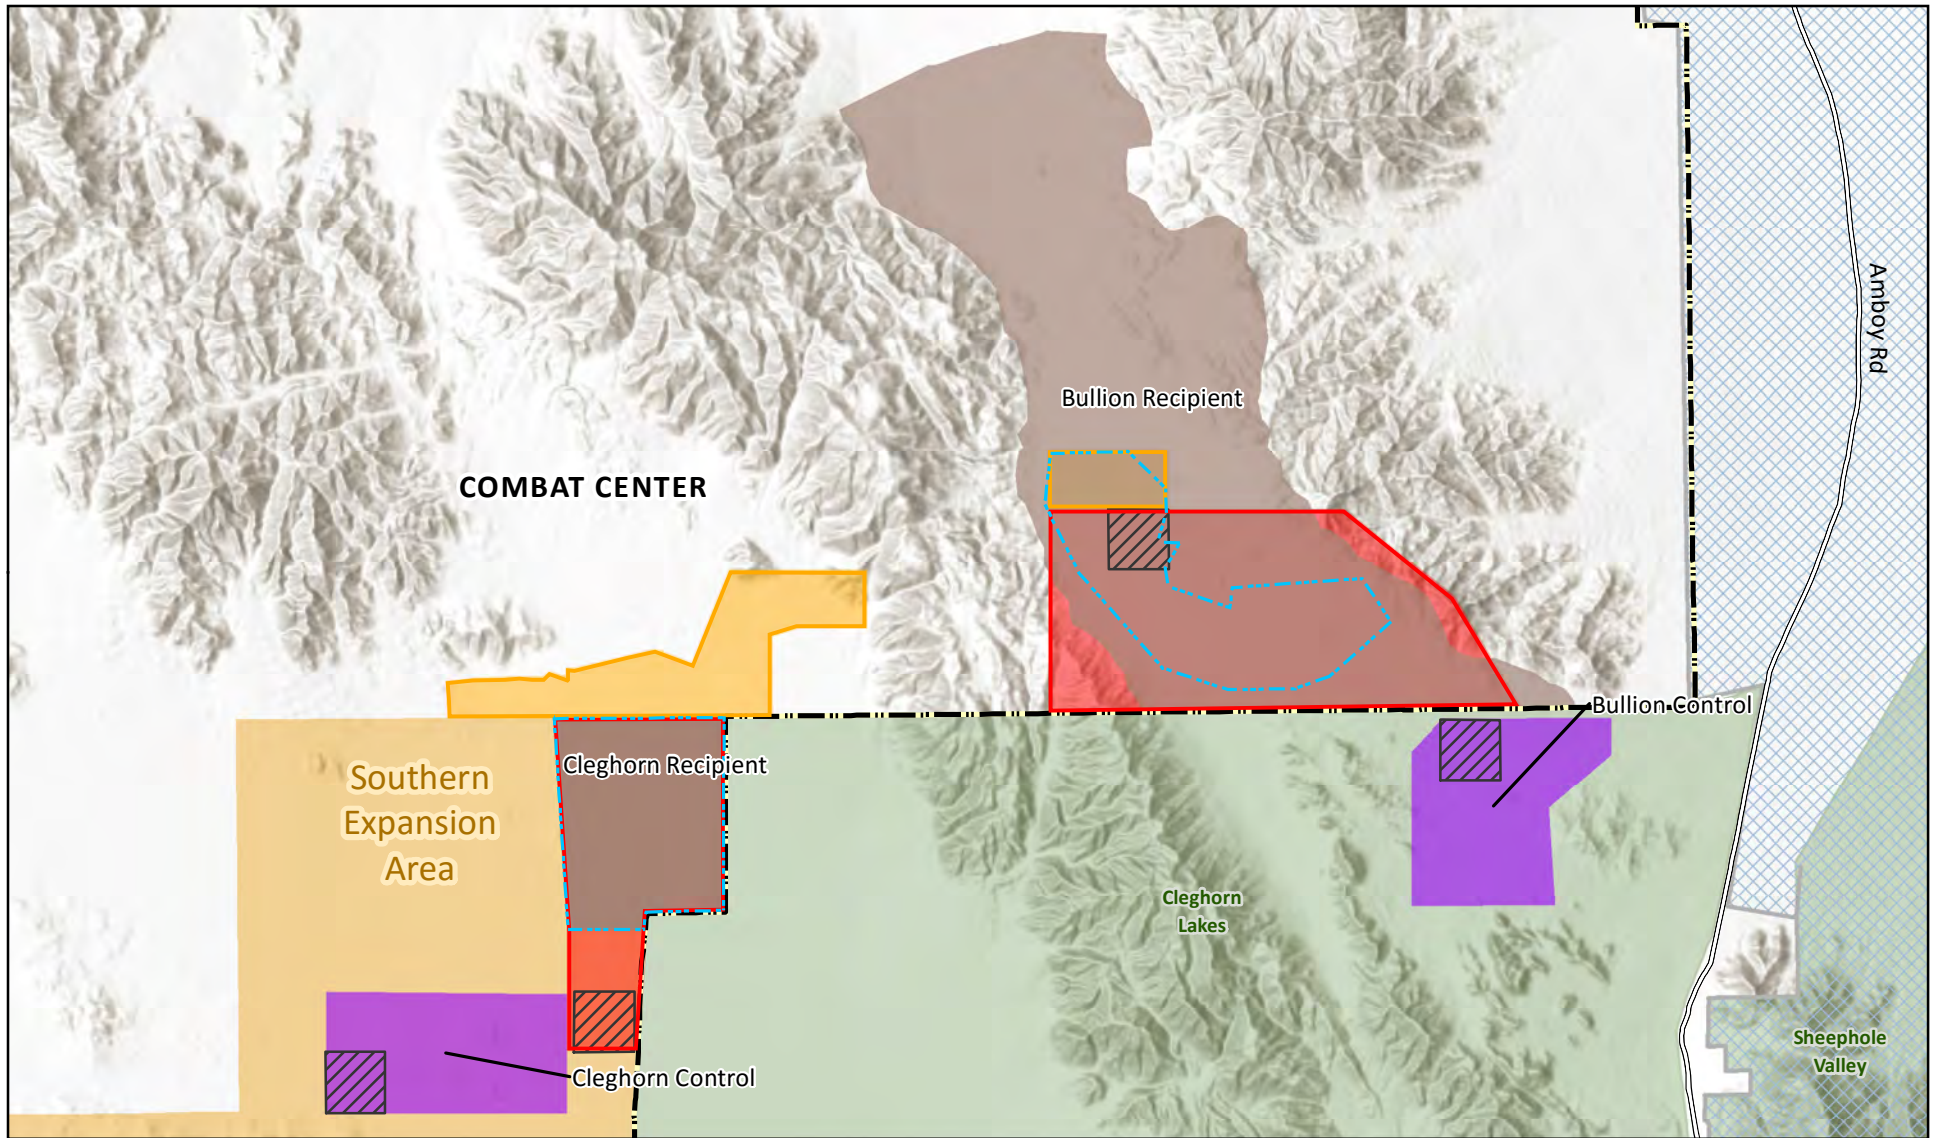 Amboy Rd
Bullion Recipient
COMBAT CENTER
Bullion Control
Cleghorn Recipient
Southern
Expansion
Area
Cleghorn
Lakes
Sheephole
Valley
Cleghorn Control